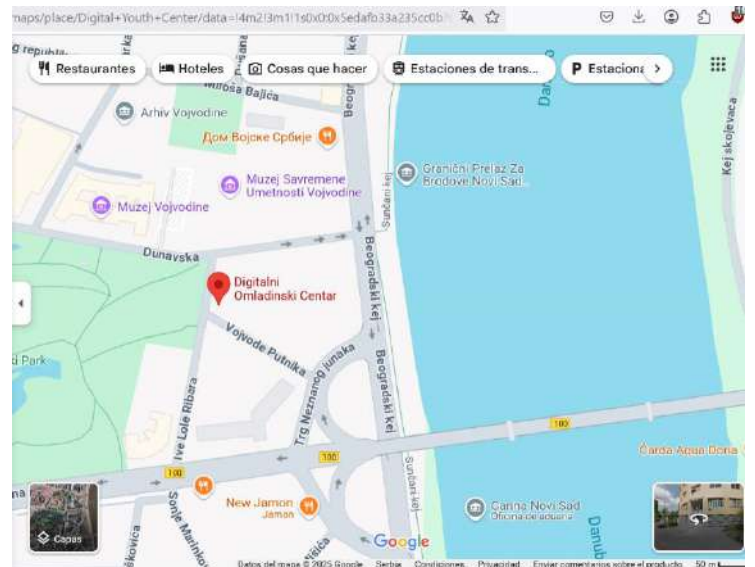 maps/place/Digital+Youth+Center/data=!4m2!3m1!1s0x0:0x5edafb33a235cc0b?
Restaurantes
Hoteles
Cosas que hacer
Estaciones de trans...
P Estaciona
Miloša Bajića
Beogr
Arhiv Vojvodine
Дом Војске Србије
Muzej Savremene
Umetnosti Vojvodine
Muzej Vojvodine
Granični Prelaz Za
Brodove Novi Sad...
Sunčani kej
Kej skojevaca
Dunavska
Beogradski kej
Digitalni
Omladinski Centar
Vojvode Putnika
Trg Neznanog junaka
Beogradski kej
Park
Ive Lole Ribara
100
100
100
Čarda Aqua Doria
na
New Jamon
Jamon
Sunčani kej
Carina Novi Sad
Oficina de aduana
Danub
Capas
Google
Datos del mapa © 2025 Google
Serbia
Condiciones
Privacidad
Enviar comentarios sobre el producto
50 m